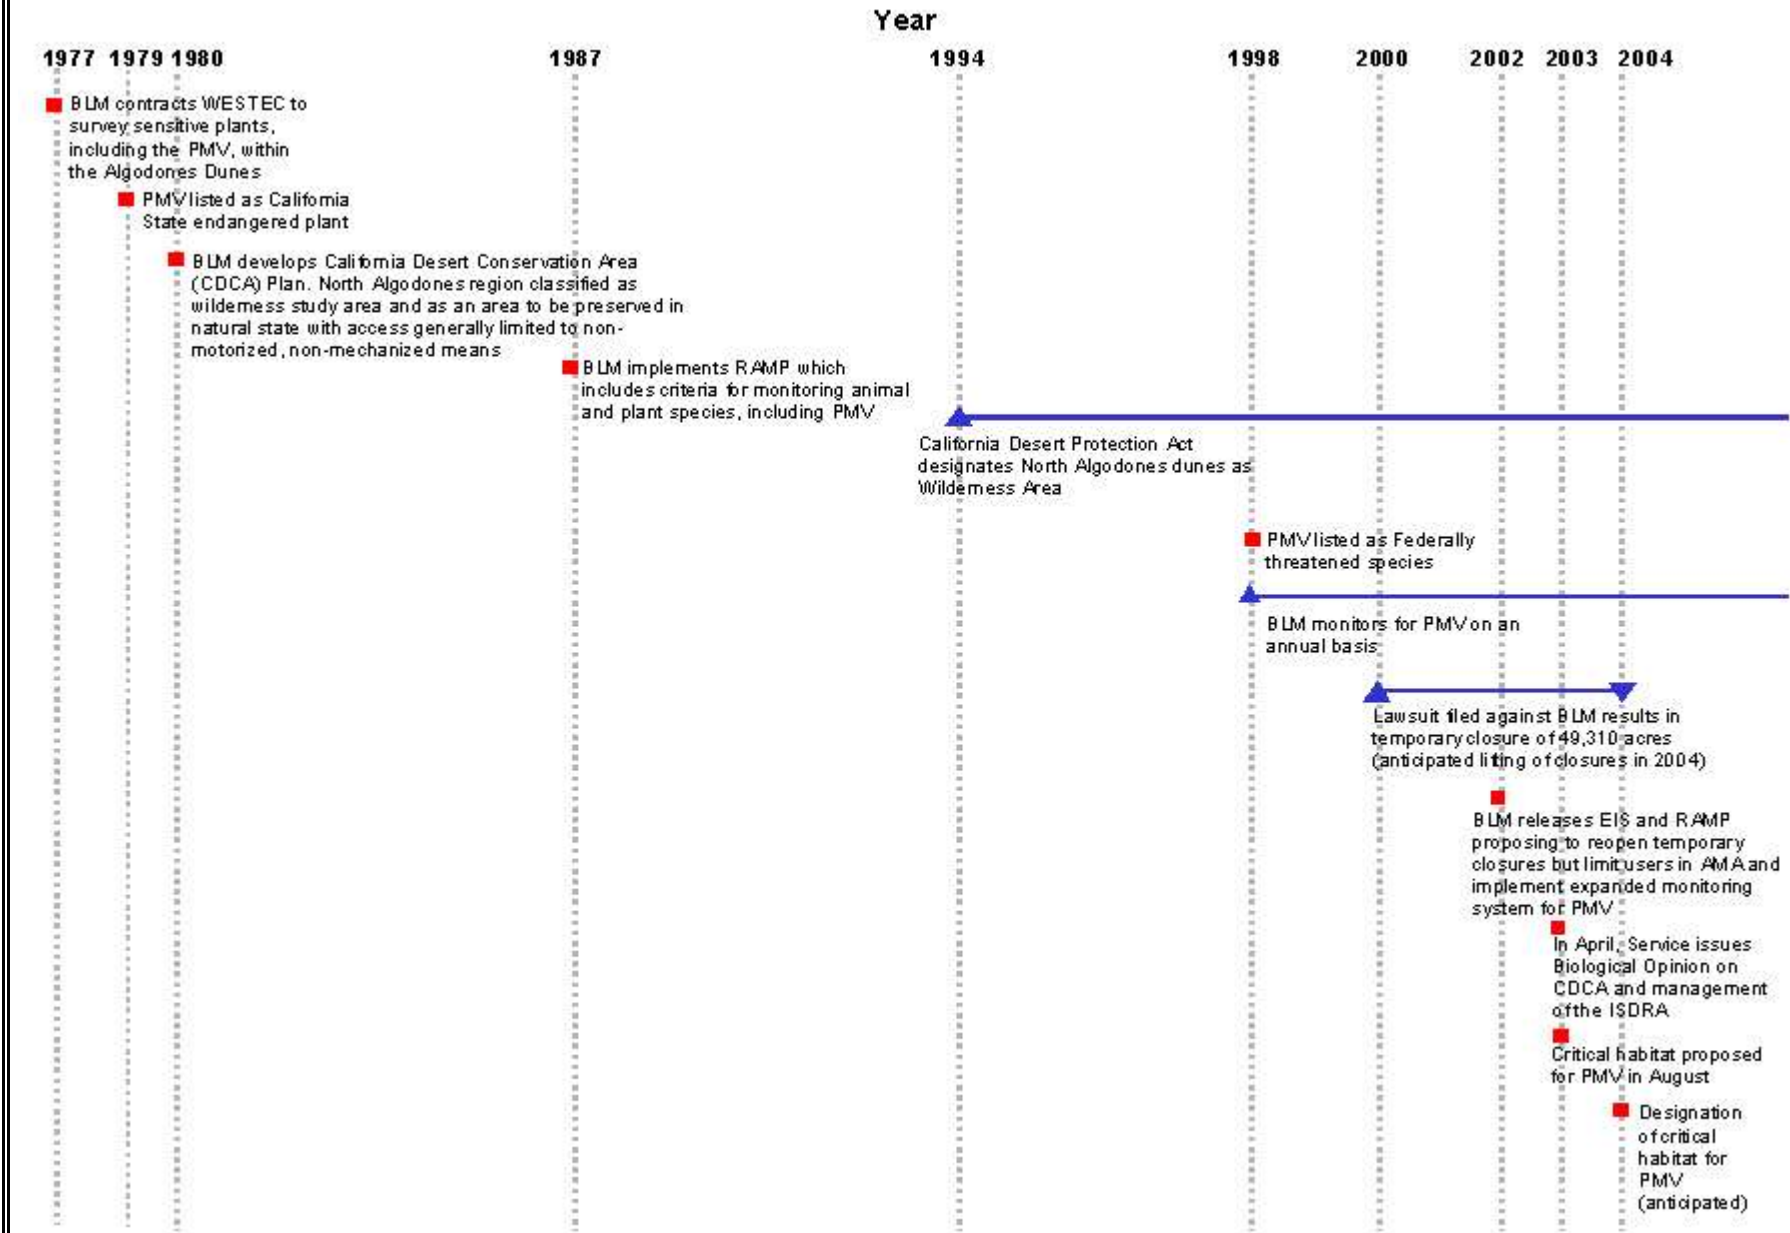 Year
1977 1979 1980 1987 1994 1998 2000 2002 2003 2004
BLM contracts WESTEC to
survey sensitive plants,
including the PMV, within
the Algodones Dunes
PMV listed as California
State endangered plant
BLM develops California Desert Conservation Area
(CDCA) Plan. North Algodones region classified as
wilderness study area and as an area to be preserved in
natural state with access generally limited to non-
motorized, non-mechanized means
BLM implements RAMP which
includes criteria for monitoring animal
and plant species, including PMV
California Desert Protection Act
designates North Algodones dunes as
Wilderness Area
PMV listed as Federally
threatened species
BLM monitors for PMV on an
annual basis
Lawsuit filed against BLM results in
temporary closure of 49,310 acres
(anticipated lifting of closures in 2004)
BLM releases EIS and RAMP
proposing to reopen temporary
closures but limit users in AMA and
implement expanded monitoring
system for PMV
In April, Service issues
Biological Opinion on
CDCA and management
of the ISDRA
Critical habitat proposed
for PMV in August
Designation
of critical
habitat for
PMV
(anticipated)